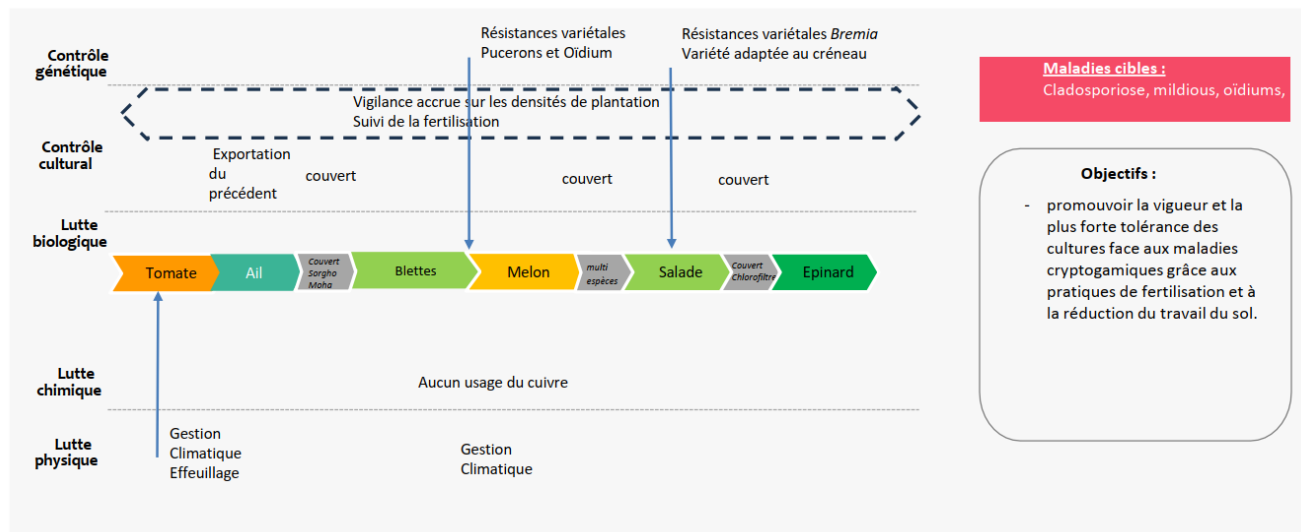 Résistances variétales
Pucerons et Oïdium
Résistances variétales Bremia
Variété adaptée au créneau
Contrôle
génétique
Maladies cibles :
Cladosporiose, mildious, oïdiums,
Vigilance accrue sur les densités de plantation
Suivi de la fertilisation
Contrôle
cultural
Exportation
du
précédent
couvert
couvert
couvert
Objectifs :
- promouvoir la vigueur et la
plus forte tolérance des
cultures face aux maladies
cryptogamiques grâce aux
pratiques de fertilisation et à
la réduction du travail du sol.
Lutte
biologique
Tomate
Ail
Couvert
Sorgho
Moha
Blettes
Melon
multi
espèces
Salade
Couvert
Chlorofiltre
Epinard
Lutte
chimique
Aucun usage du cuivre
Lutte
physique
Gestion
Climatique
Effeuillage
Gestion
Climatique